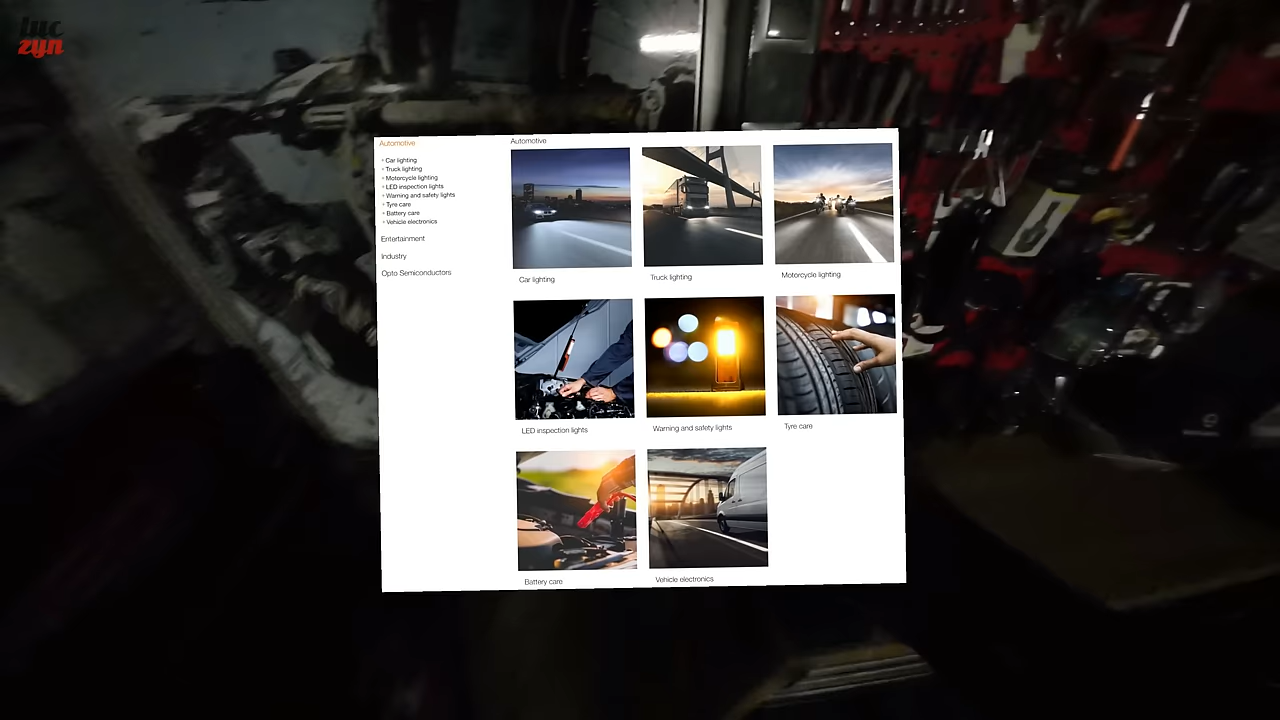 luc
zyn
Automotive
Car lighting
Truck lighting
Motorcycle lighting
LED inspection lights
Warning and safety lights
Tyre care
Battery care
Vehicle electronics
Entertainment
Industry
Opto Semiconductors
Automotive
Car lighting
Truck lighting
Motorcycle lighting
LED inspection lights
Warning and safety lights
Tyre care
Battery care
Vehicle electronics